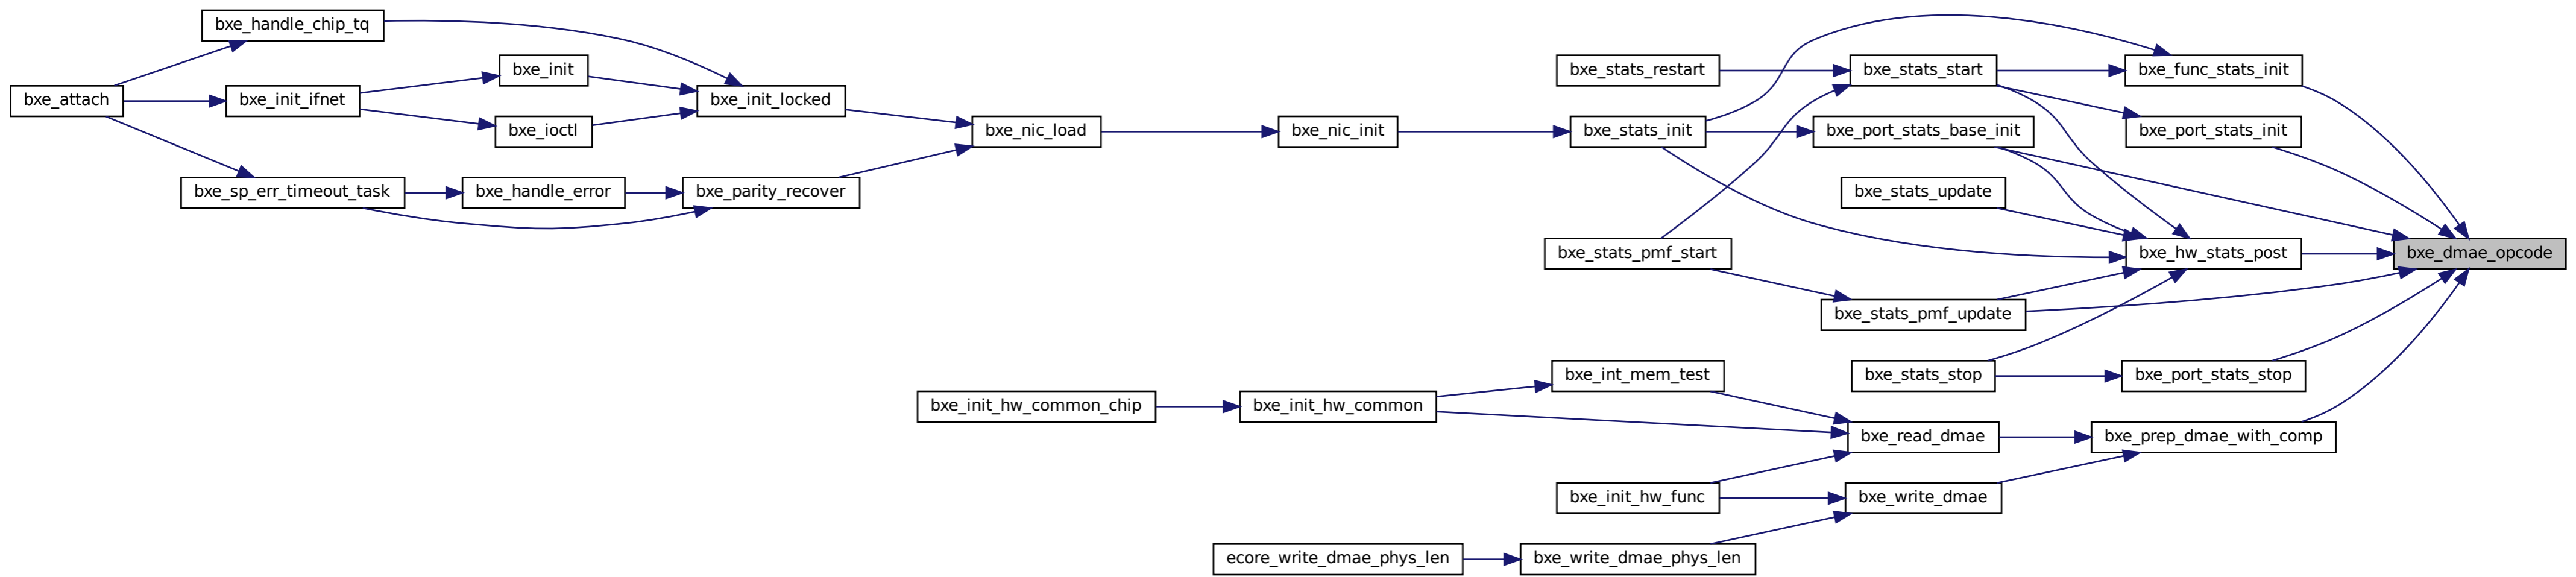 bxe_handle_chip_tq
bxe_init
bxe_stats_restart
bxe_stats_start
bxe_func_stats_init
bxe_attach
bxe_init_ifnet
bxe_init_locked
bxe_ioctl
bxe_nic_load
bxe_nic_init
bxe_stats_init
bxe_port_stats_base_init
bxe_port_stats_init
bxe_sp_err_timeout_task
bxe_handle_error
bxe_parity_recover
bxe_stats_update
bxe_stats_pmf_start
bxe_hw_stats_post
bxe_dmae_opcode
bxe_stats_pmf_update
bxe_int_mem_test
bxe_stats_stop
bxe_port_stats_stop
bxe_init_hw_common_chip
bxe_init_hw_common
bxe_read_dmae
bxe_prep_dmae_with_comp
bxe_init_hw_func
bxe_write_dmae
ecore_write_dmae_phys_len
bxe_write_dmae_phys_len